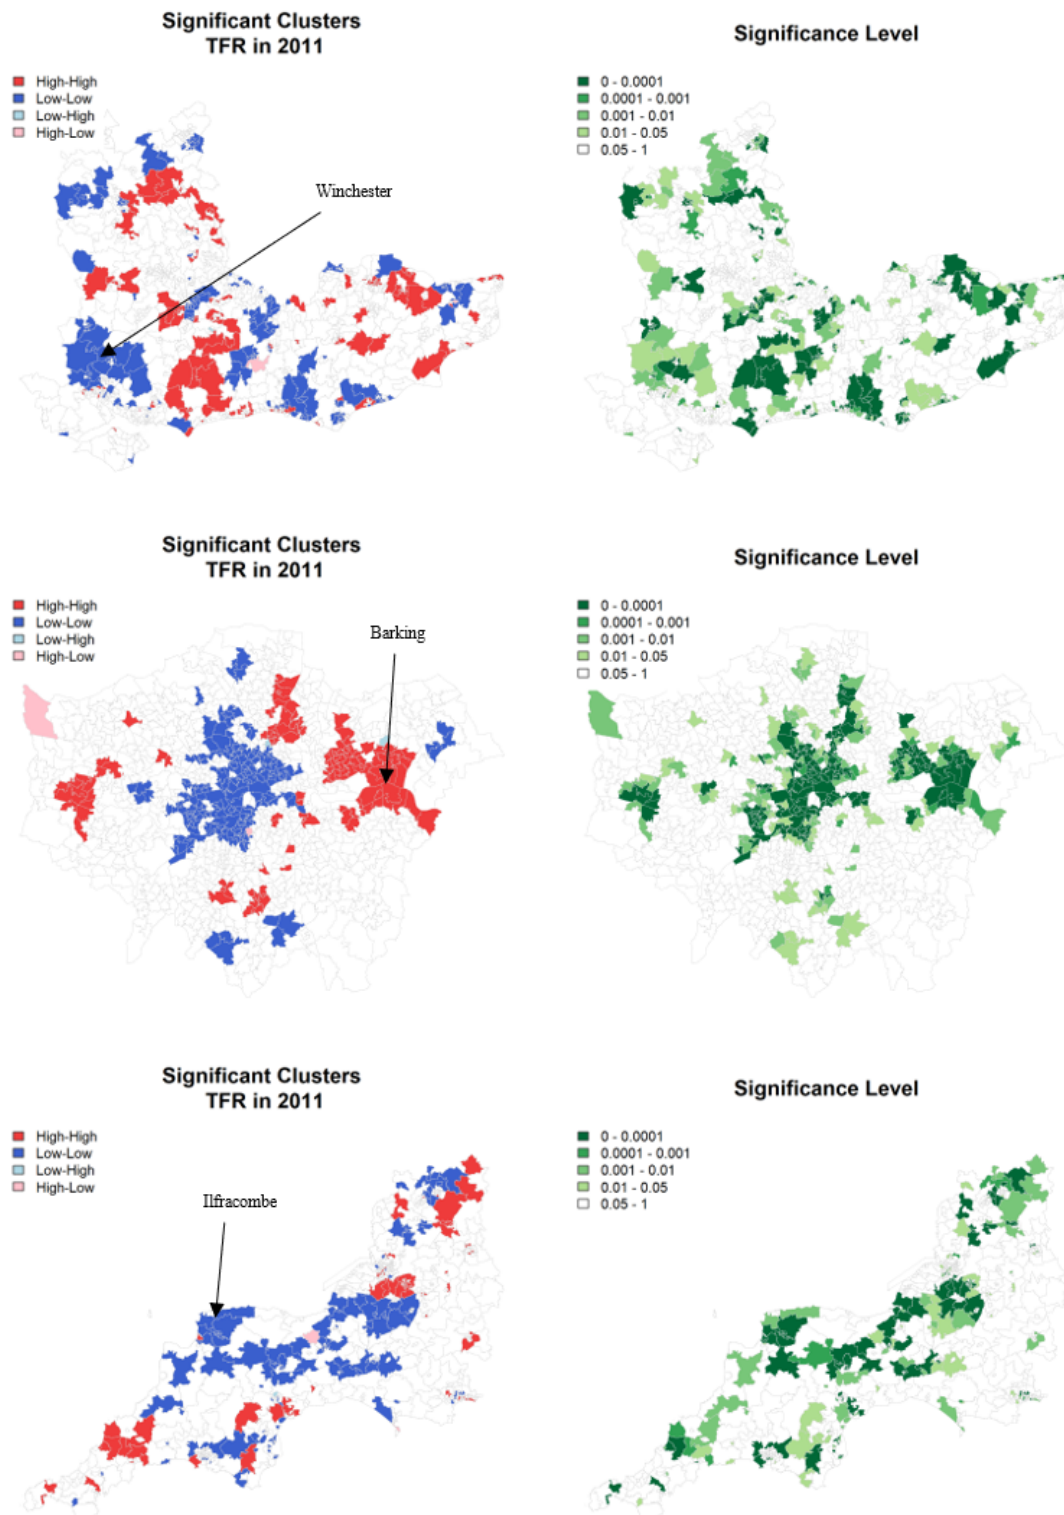 Significant Clusters
TFR in 2011
High-High
Low-Low
Low-High
High-Low
Winchester
Significance Level
0 - 0.0001
0.0001 - 0.001
0.001 - 0.01
0.01 - 0.05
0.05 - 1
Significant Clusters
TFR in 2011
High-High
Low-Low
Low-High
High-Low
Barking
Significance Level
0 - 0.0001
0.0001 - 0.001
0.001 - 0.01
0.01 - 0.05
0.05 - 1
Significant Clusters
TFR in 2011
High-High
Low-Low
Low-High
High-Low
Ilfracombe
Significance Level
0 - 0.0001
0.0001 - 0.001
0.001 - 0.01
0.01 - 0.05
0.05 - 1